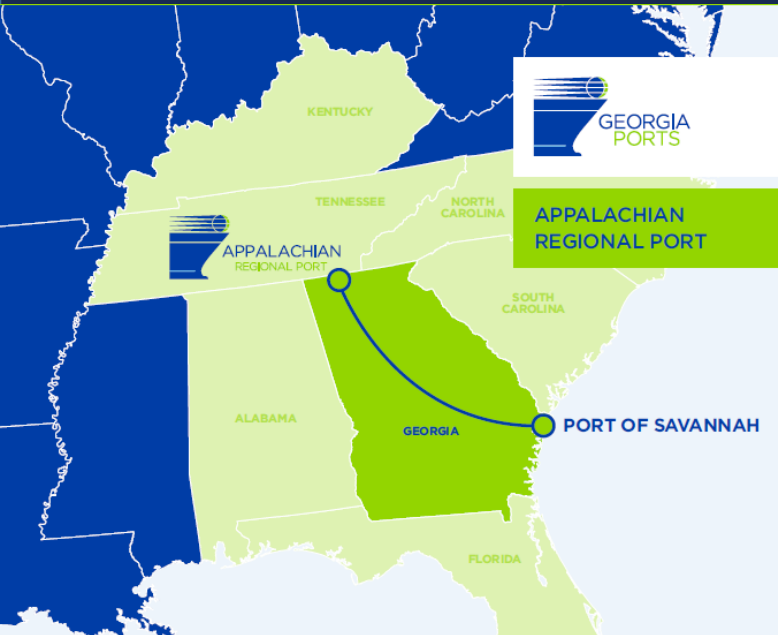 KENTUCKY
GEORGIA
PORTS
TENNESSEE
NORTH
CAROLINA
APPALACHIAN
REGIONAL PORT
APPALACHIAN
REGIONAL PORT
SOUTH
CAROLINA
ALABAMA
GEORGIA
PORT OF SAVANNAH
FLORIDA